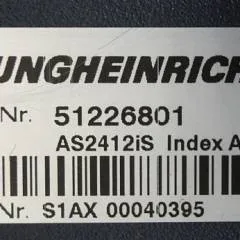 UNGHEINRICH
Nr. 51226801
AS2412iS Index A
Nr. S1AX 00040395